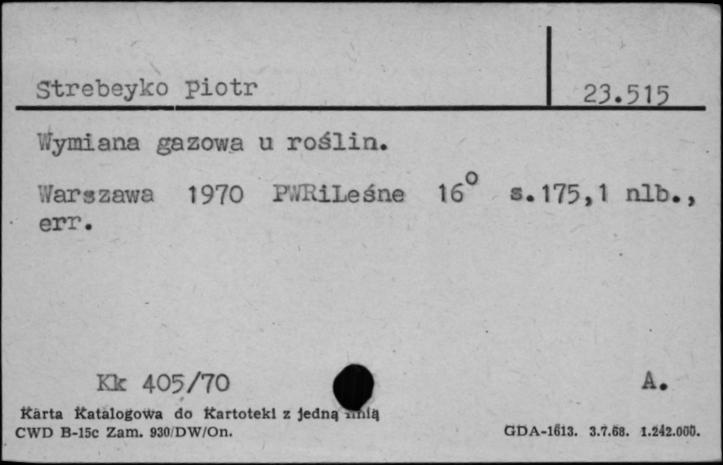 Strebeyko Piotr 23.515
Wymiana gazowa u roślin.
Warszawa 1970 PWRiLeśne 16° s.175,1 nlb.,
err.
Kk 405/70 A.
Karta Katalogowa do Kartoteki z jedną linią
CWD B-15c Zam. 930/DW/On. GDA-1613. 3.7.68. 1.242.000.